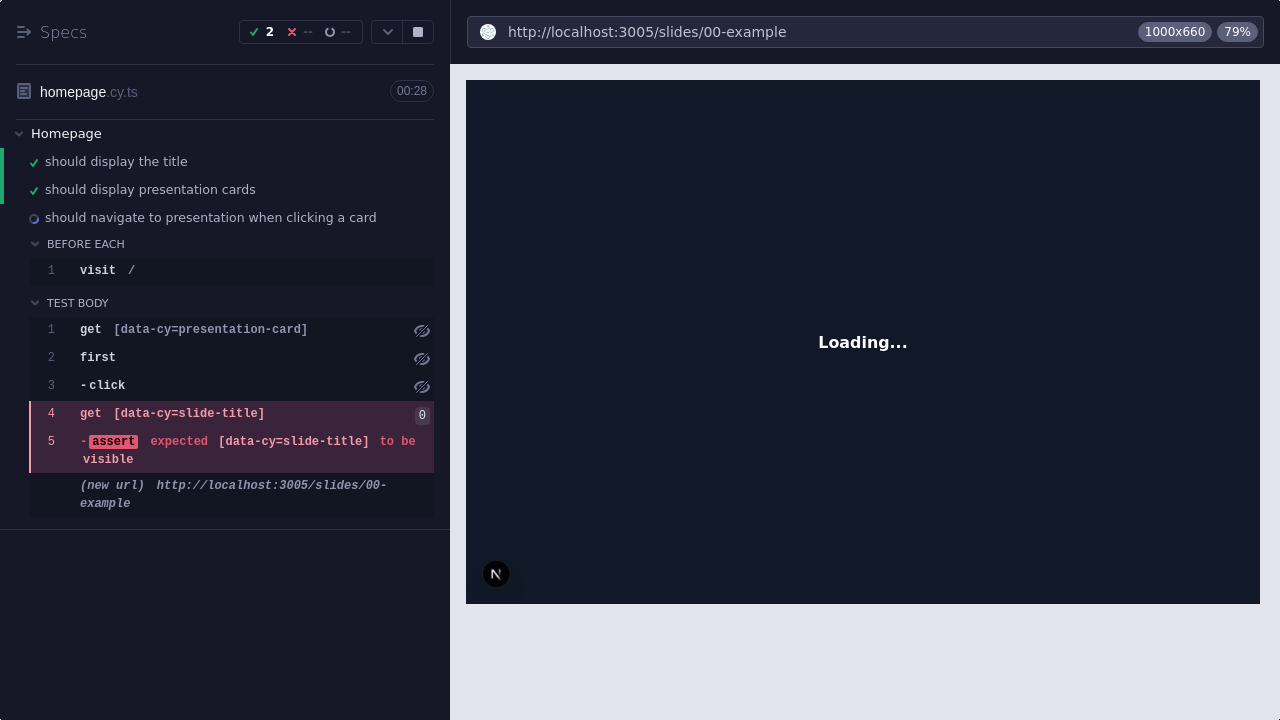 Specs
2
--
--
homepage.cy.ts
00:28
Homepage
should display the title
should display presentation cards
should navigate to presentation when clicking a card
BEFORE EACH
1 visit /
TEST BODY
1 get [data-cy=presentation-card]
2 first
3 -click
4 get [data-cy=slide-title] 0
5 -assert expected [data-cy=slide-title] to be
visible
(new url) http://localhost:3005/slides/00-
example
http://localhost:3005/slides/00-example
1000x660
79%
Loading...
N